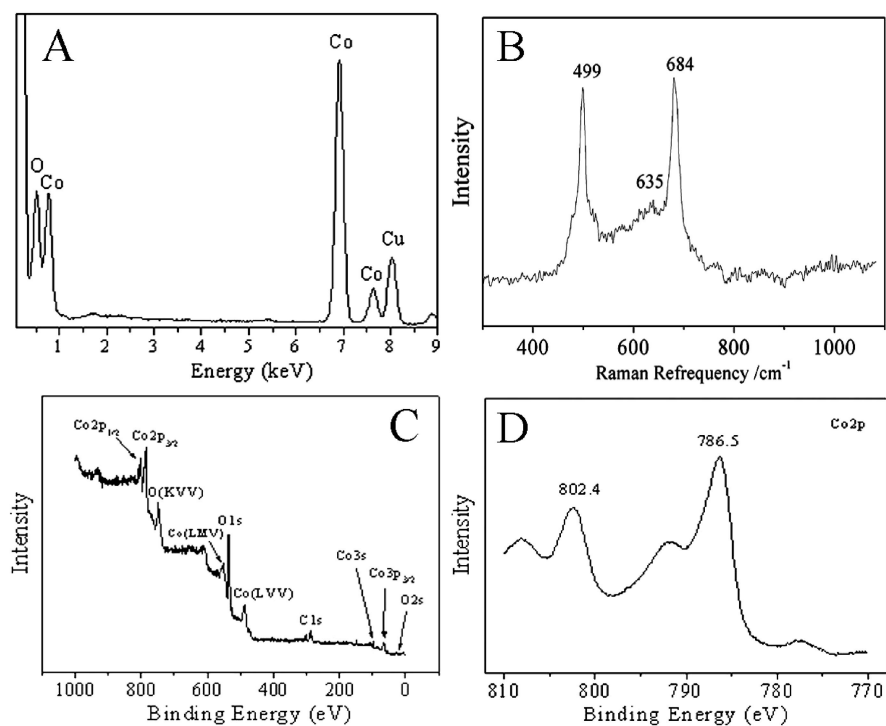 A
Co
O
Co
Co
Cu
1 2 3 4 5 6 7 8 9
Energy (keV)
B
499
684
635
Intensity
400 600 800 1000
Raman Refrequency /cm-1
C
Co2p1/2
Co2p3/2
O(KVV)
Co(LMV)
O1s
Co(LVV)
C1s
Co3s
Co3p3/2
O2s
Intensity
1000 800 600 400 200 0
Binding Energy (eV)
D
Co2p
786.5
802.4
Intensity
810 800 790 780 770
Binding Energy (eV)